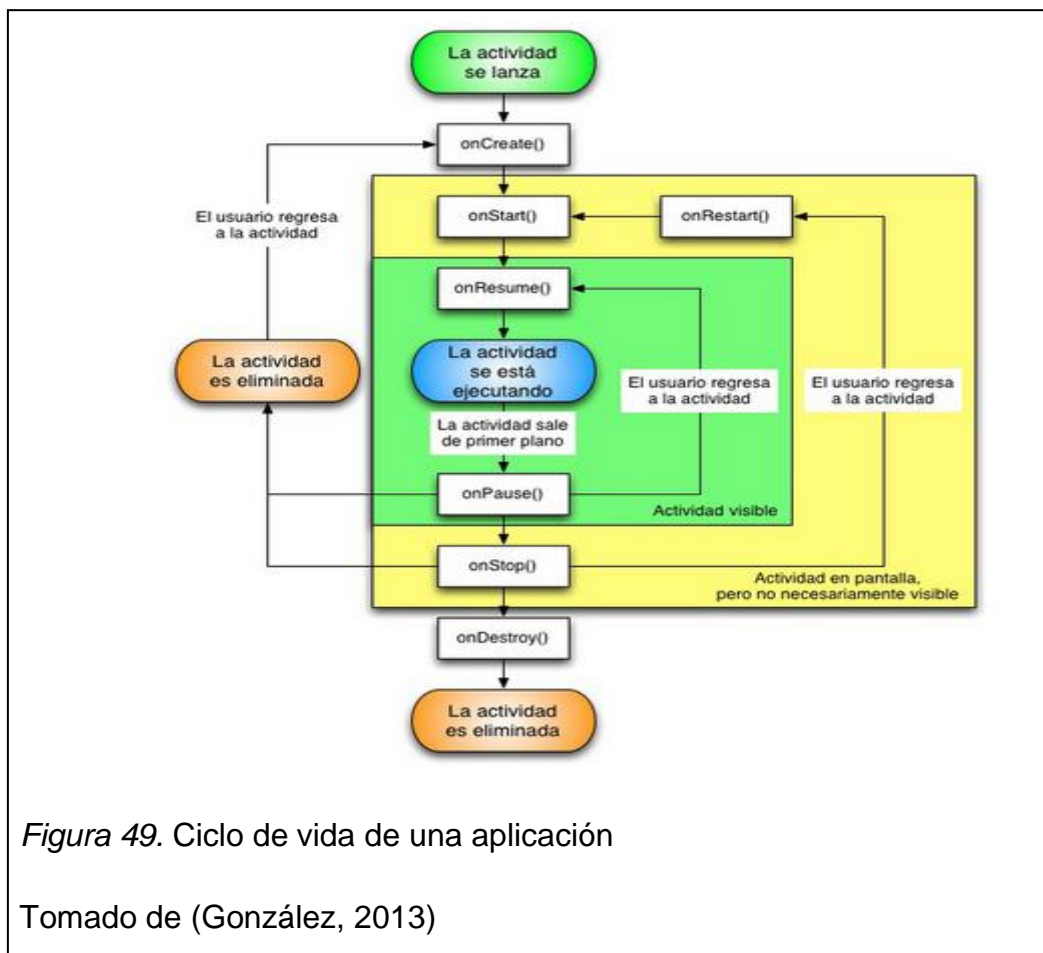 La actividad
se lanza
onCreate()
El usuario regresa
a la actividad
onStart()
onRestart()
onResume()
La actividad
es eliminada
La actividad
se está
ejecutando
El usuario regresa
a la actividad
El usuario regresa
a la actividad
La actividad sale
de primer plano
onPause()
Actividad visible
onStop()
Actividad en pantalla,
pero no necesariamente visible
onDestroy()
La actividad
es eliminada
Figura 49. Ciclo de vida de una aplicación
Tomado de (González, 2013)